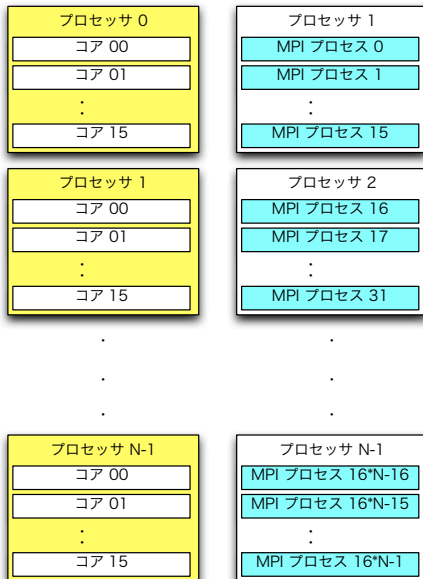 プロセッサ 0
コア 00
コア 01
:
コア 15
プロセッサ 1
MPI プロセス 0
MPI プロセス 1
:
MPI プロセス 15
プロセッサ 1
コア 00
コア 01
:
コア 15
プロセッサ 2
MPI プロセス 16
MPI プロセス 17
:
MPI プロセス 31
.
.
.
.
.
.
プロセッサ N-1
コア 00
コア 01
:
コア 15
プロセッサ N-1
MPI プロセス 16*N-16
MPI プロセス 16*N-15
:
MPI プロセス 16*N-1